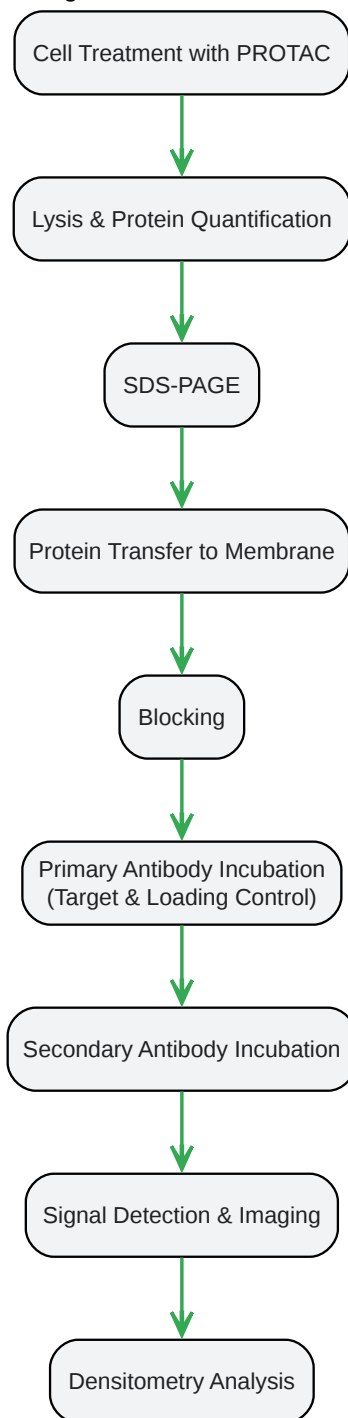 Cell Treatment with PROTAC
Lysis & Protein Quantification
SDS-PAGE
Protein Transfer to Membrane
Blocking
Primary Antibody Incubation
(Target & Loading Control)
Secondary Antibody Incubation
Signal Detection & Imaging
Densitometry Analysis